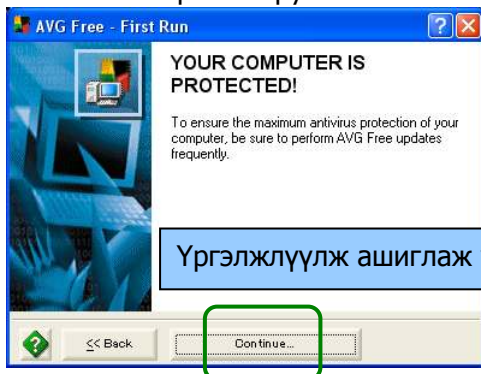 AVG Free - First Run
YOUR COMPUTER IS
PROTECTED!
To ensure the maximum antivirus protection of your
computer, be sure to perform AVG Free updates
frequently.
Үргэлжлүүлж ашиглаж
<< Back
Continue...